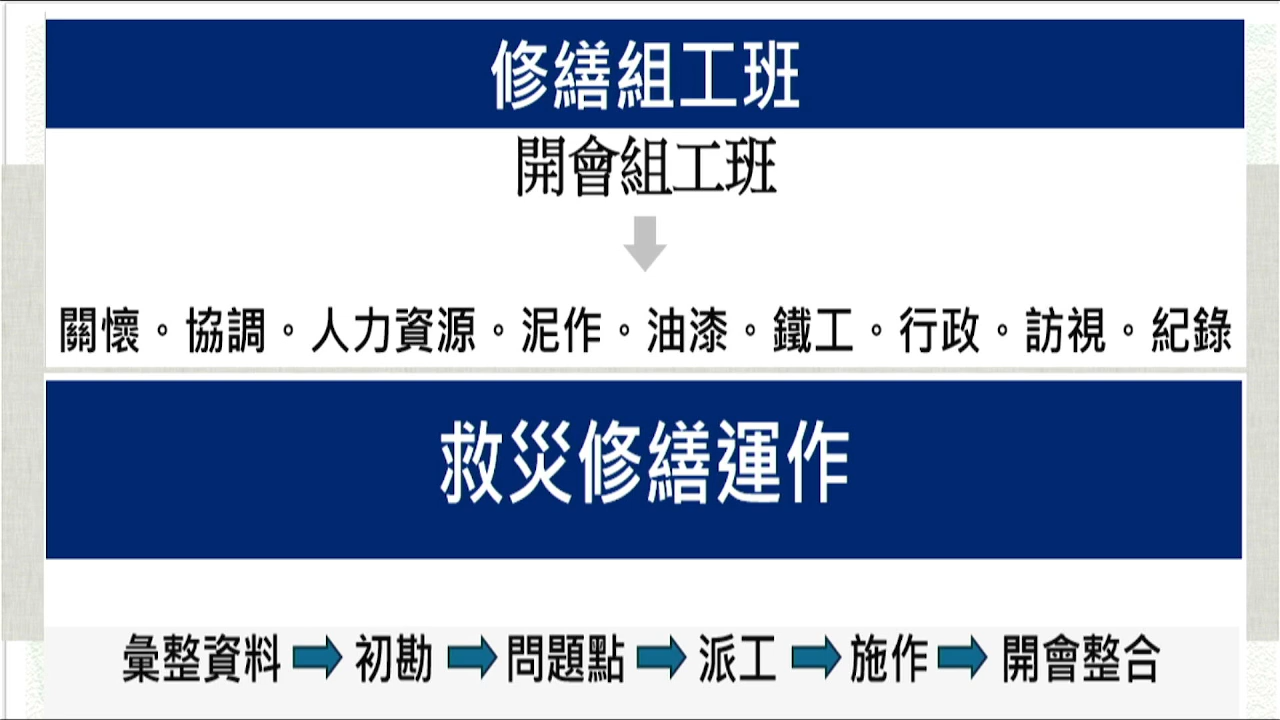 修繕組工班
開會組工班
關懷。協調。人力資源。泥作。油漆。鐵工。行政。訪視。紀錄
救災修繕運作
彙整資料 初勘 問題點 派工 施作 開會整合